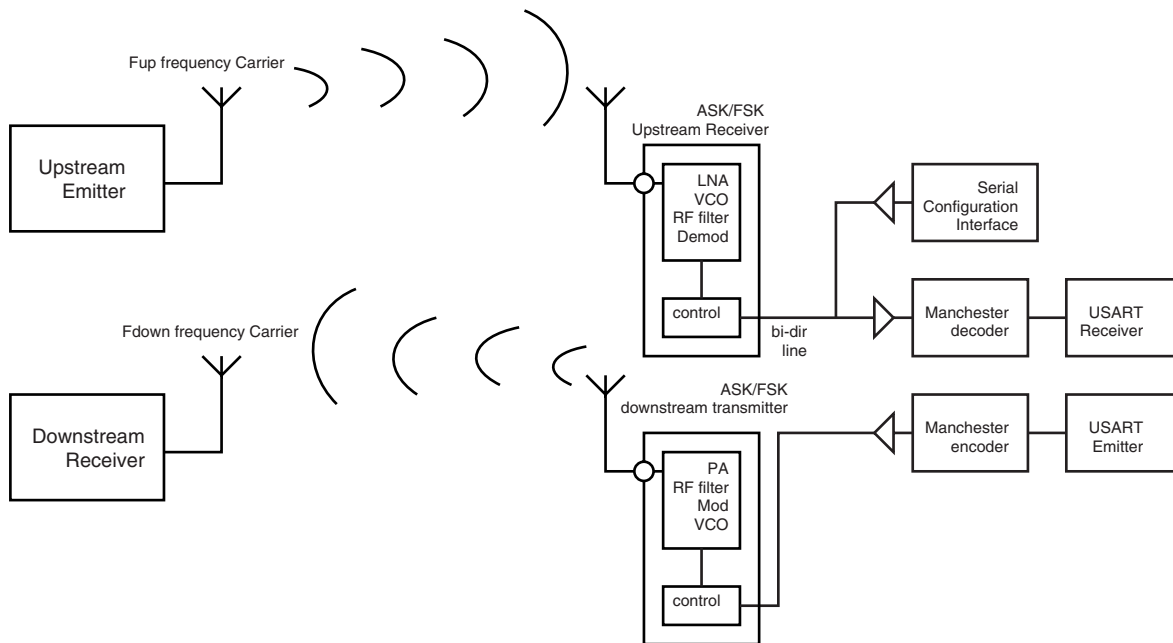 Fup frequency Carrier
Upstream
Emitter
ASK/FSK
Upstream Receiver
LNA
VCO
RF filter
Demod
control
bi-dir
line
Serial
Configuration
Interface
Manchester
decoder
USART
Receiver
Fdown frequency Carrier
Downstream
Receiver
ASK/FSK
downstream transmitter
PA
RF filter
Mod
VCO
control
Manchester
encoder
USART
Emitter